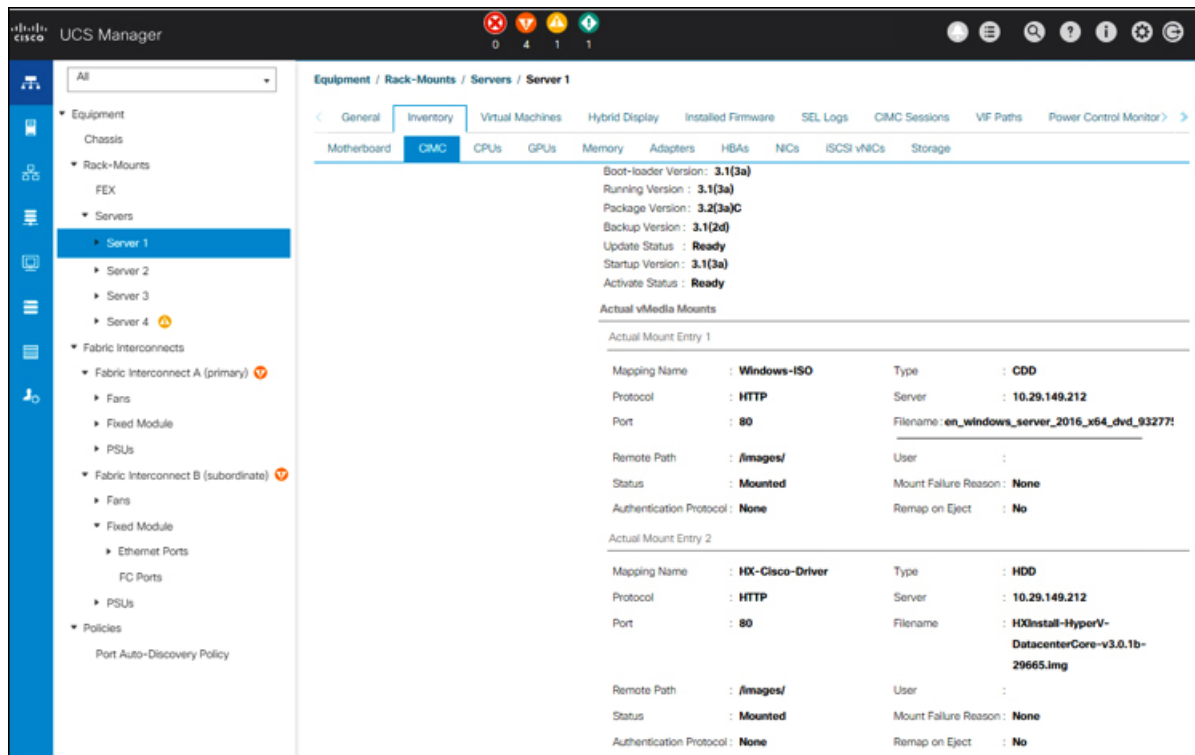 cisco UCS Manager
0 4 1 1
All
Equipment
Chassis
Rack-Mounts
FEX
Servers
Server 1
Server 2
Server 3
Server 4
Fabric Interconnects
Fabric Interconnect A (primary)
Fans
Fixed Module
PSUs
Fabric Interconnect B (subordinate)
Fans
Fixed Module
Ethernet Ports
FC Ports
PSUs
Policies
Port Auto-Discovery Policy
Equipment / Rack-Mounts / Servers / Server 1
General Inventory Virtual Machines Hybrid Display Installed Firmware SEL Logs CIMC Sessions VIF Paths Power Control Monitor
Motherboard CIMC CPUs GPUs Memory Adapters HBAs NICs iSCSI vNICs Storage
Boot-loader Version: 3.1(3a)
Running Version : 3.1(3a)
Package Version: 3.2(3a)C
Backup Version: 3.1(2d)
Update Status : Ready
Startup Version: 3.1(3a)
Activate Status : Ready
Actual vMedia Mounts
Actual Mount Entry 1
Mapping Name : Windows-ISO Type : CDD
Protocol : HTTP Server : 10.29.149.212
Port : 80 Filename : en_windows_server_2016_x64_dvd_932775
Remote Path : /images/ User :
Status : Mounted Mount Failure Reason : None
Authentication Protocol : None Remap on Eject : No
Actual Mount Entry 2
Mapping Name : HX-Cisco-Driver Type : HDD
Protocol : HTTP Server : 10.29.149.212
Port : 80 Filename : HXInstall-HyperV-
DatacenterCore-v3.0.1b-
29665.img
Remote Path : /images/ User :
Status : Mounted Mount Failure Reason : None
Authentication Protocol : None Remap on Eject : No